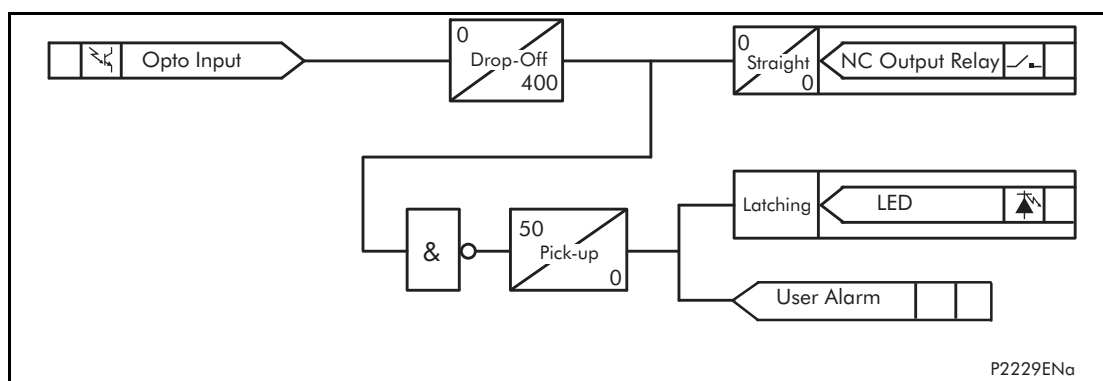 Opto Input
0
Drop-Off
400
0
Straight
0
NC Output Relay
&
50
Pick-up
0
Latching
LED
User Alarm
P2229ENa